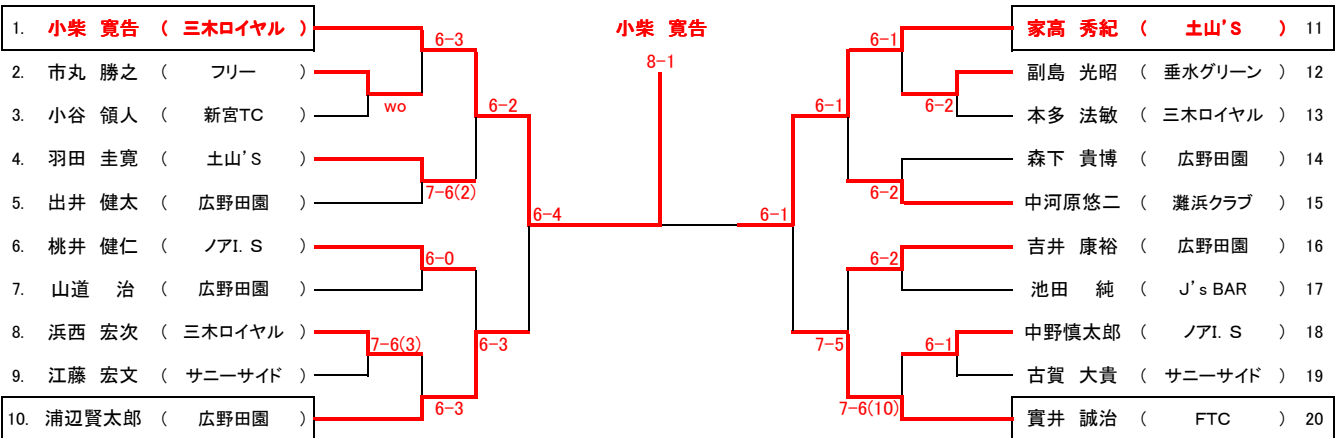 1. 小柴 寛告 ( 三木ロイヤル )
2. 市丸 勝之 ( フリー )
3. 小谷 領人 ( 新宮TC )
4. 羽田 圭寛 ( 土山'S )
5. 出井 健太 ( 広野田園 )
6. 桃井 健仁 ( ノアI. S )
7. 山道 治 ( 広野田園 )
8. 浜西 宏次 ( 三木ロイヤル )
9. 江藤 宏文 ( サニーサイド )
10. 浦辺賢太郎 ( 広野田園 )
6-3
wo
7-6(2)
6-0
7-6(3)
6-3
6-2
6-3
6-4
小柴 寛告
8-1
6-1
6-1
7-5
6-1
6-2
6-2
6-2
6-1
7-6(10)
家高 秀紀 ( 土山'S ) 11
副島 光昭 ( 垂水グリーン ) 12
本多 法敏 ( 三木ロイヤル ) 13
森下 貴博 ( 広野田園 ) 14
中河原悠二 ( 灘浜クラブ ) 15
吉井 康裕 ( 広野田園 ) 16
池田 純 ( J's BAR ) 17
中野慎太郎 ( ノアI. S ) 18
古賀 大貴 ( サニーサイド ) 19
實井 誠治 ( FTC ) 20